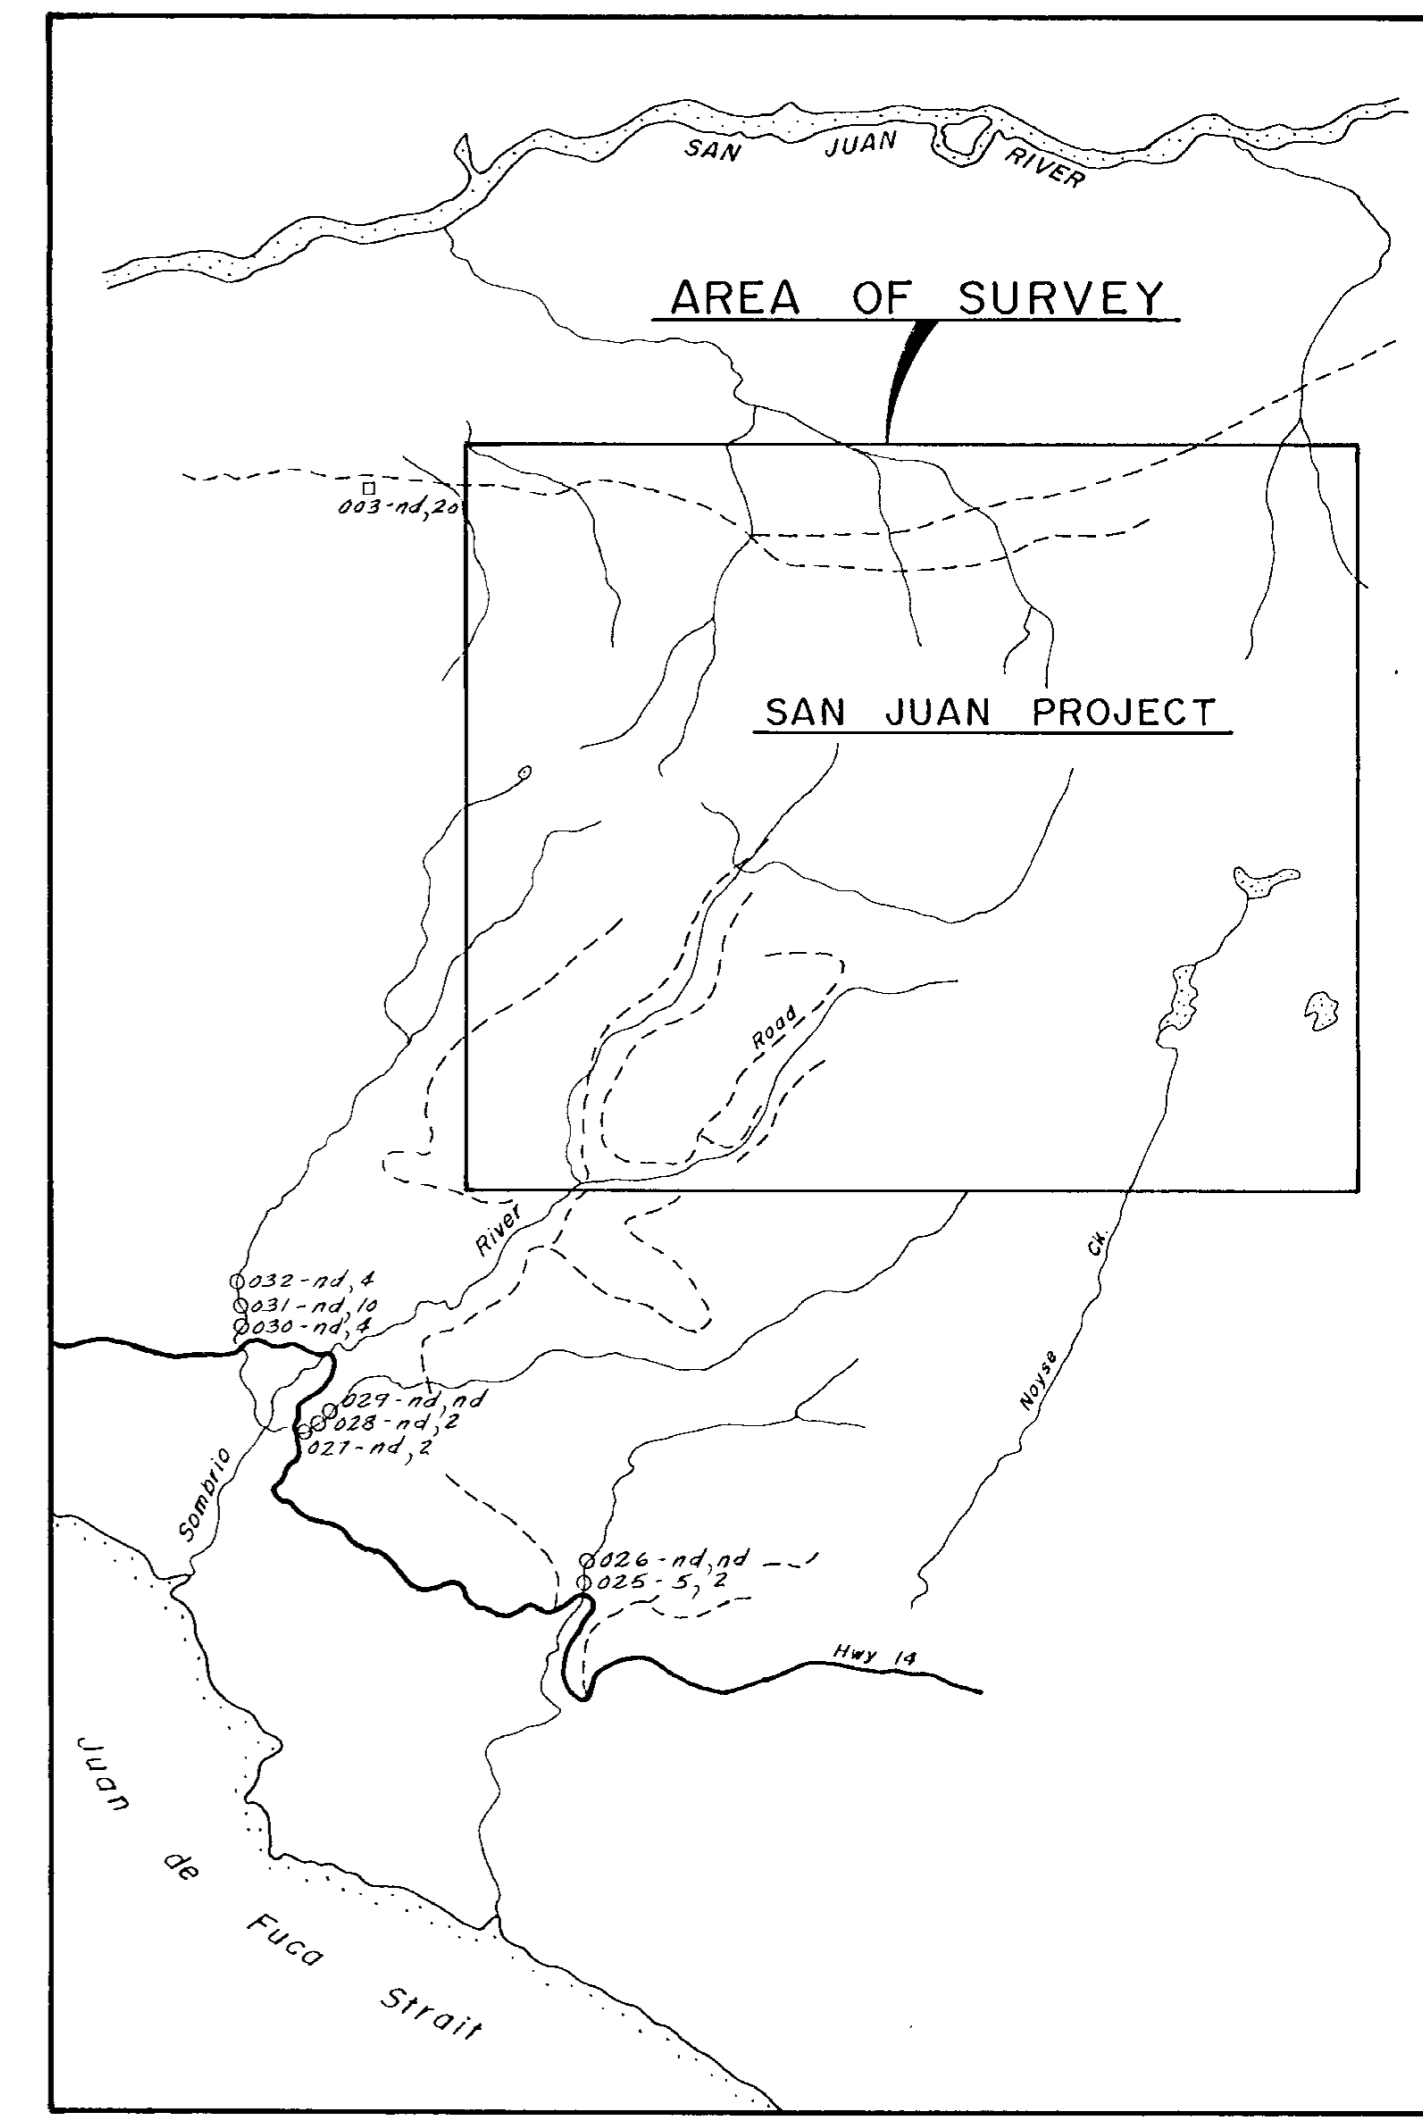 SAN JUAN RIVER
AREA OF SURVEY
003-nd,20
SAN JUAN PROJECT
Road
River
Ck.
032-nd,4
031-nd,10
030-nd,4
Noyse
029-nd,nd
028-nd,2
027-nd,2
Sombrio
026-nd,nd
025-5,2
Hwy 14
Juan de Fuca Strait